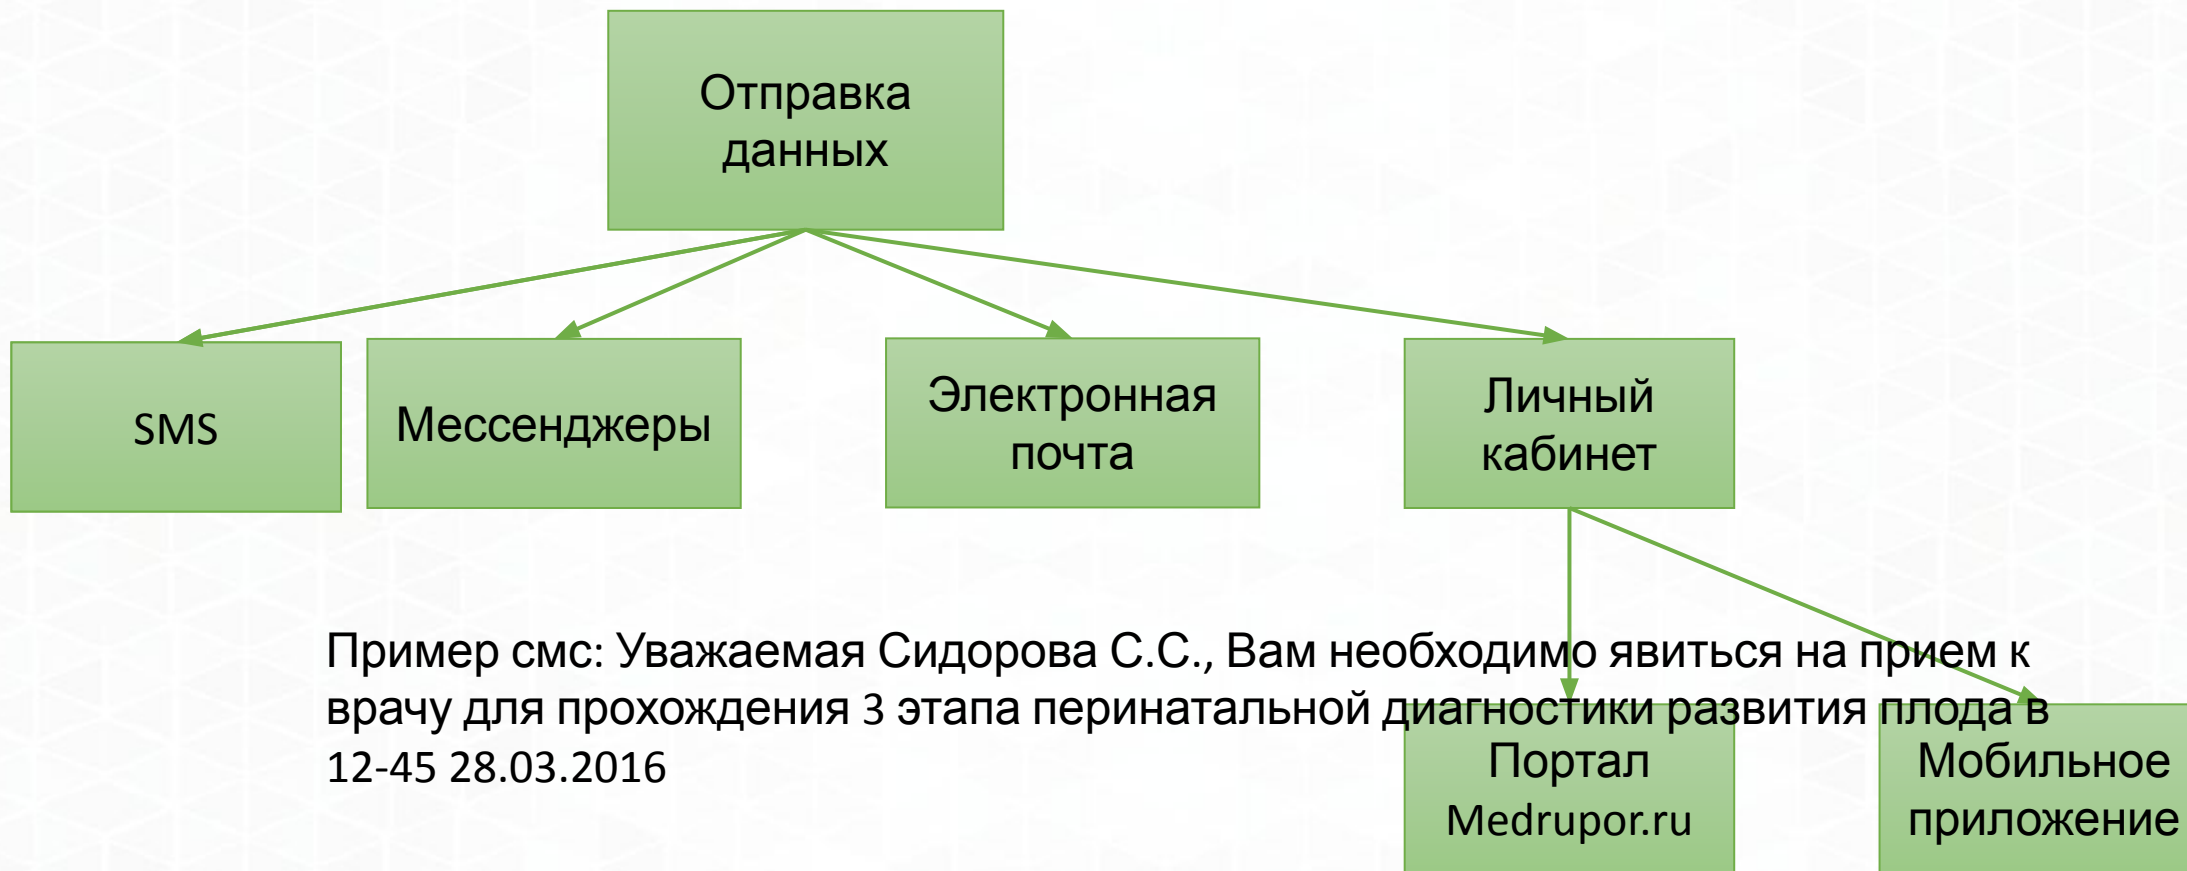 Отправка
данных
SMS
Мессенджеры
Электронная
почта
Личный
кабинет
Пример смс: Уважаемая Сидорова С.С., Вам необходимо явиться на прием к
врачу для прохождения 3 этапа перинатальной диагностики развития плода в
12-45 28.03.2016
Портал
Medrupor.ru
Мобильное
приложение